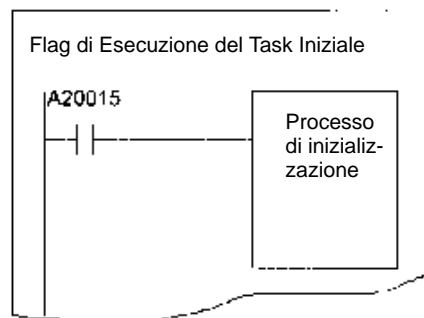 Flag di Esecuzione del Task Iniziale
A20015
Processo
di inizializ-
zazione